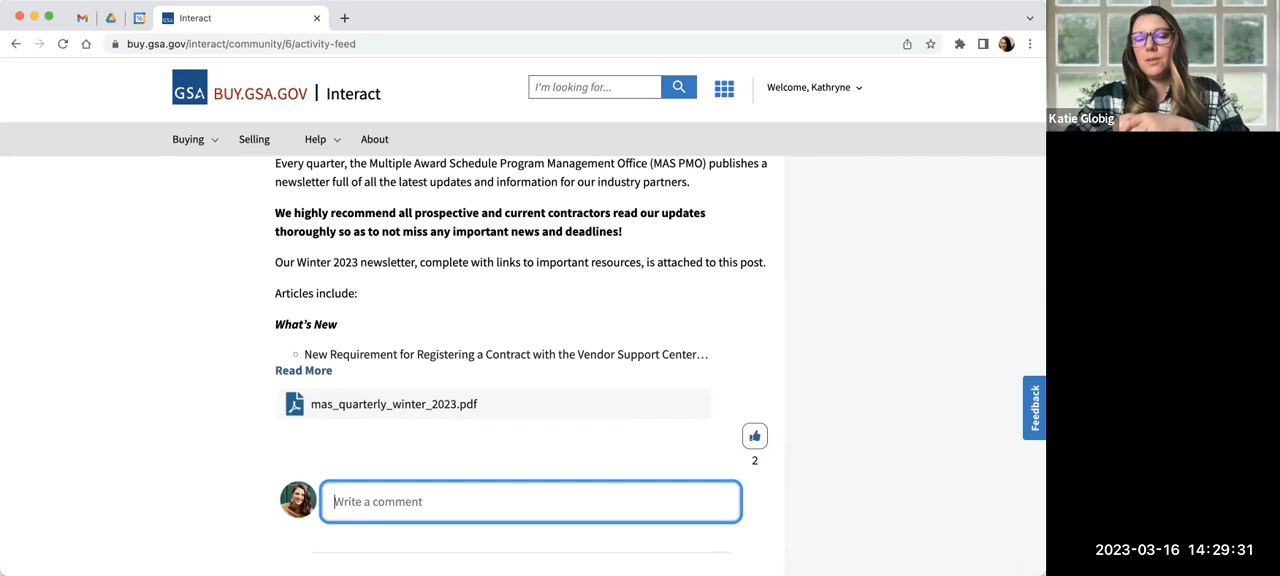 Interact
buy.gsa.gov/interact/community/6/activity-feed
GSA BUY.GSA.GOV | Interact
I'm looking for...
Welcome, Kathryne
Katie Globig
Buying Selling Help About
Every quarter, the Multiple Award Schedule Program Management Office (MAS PMO) publishes a
newsletter full of all the latest updates and information for our industry partners.
We highly recommend all prospective and current contractors read our updates
thoroughly so as to not miss any important news and deadlines!
Our Winter 2023 newsletter, complete with links to important resources, is attached to this post.
Articles include:
What's New
New Requirement for Registering a Contract with the Vendor Support Center...
Read More
mas_quarterly_winter_2023.pdf
Feedback
2
Write a comment
2023-03-16 14:29:31